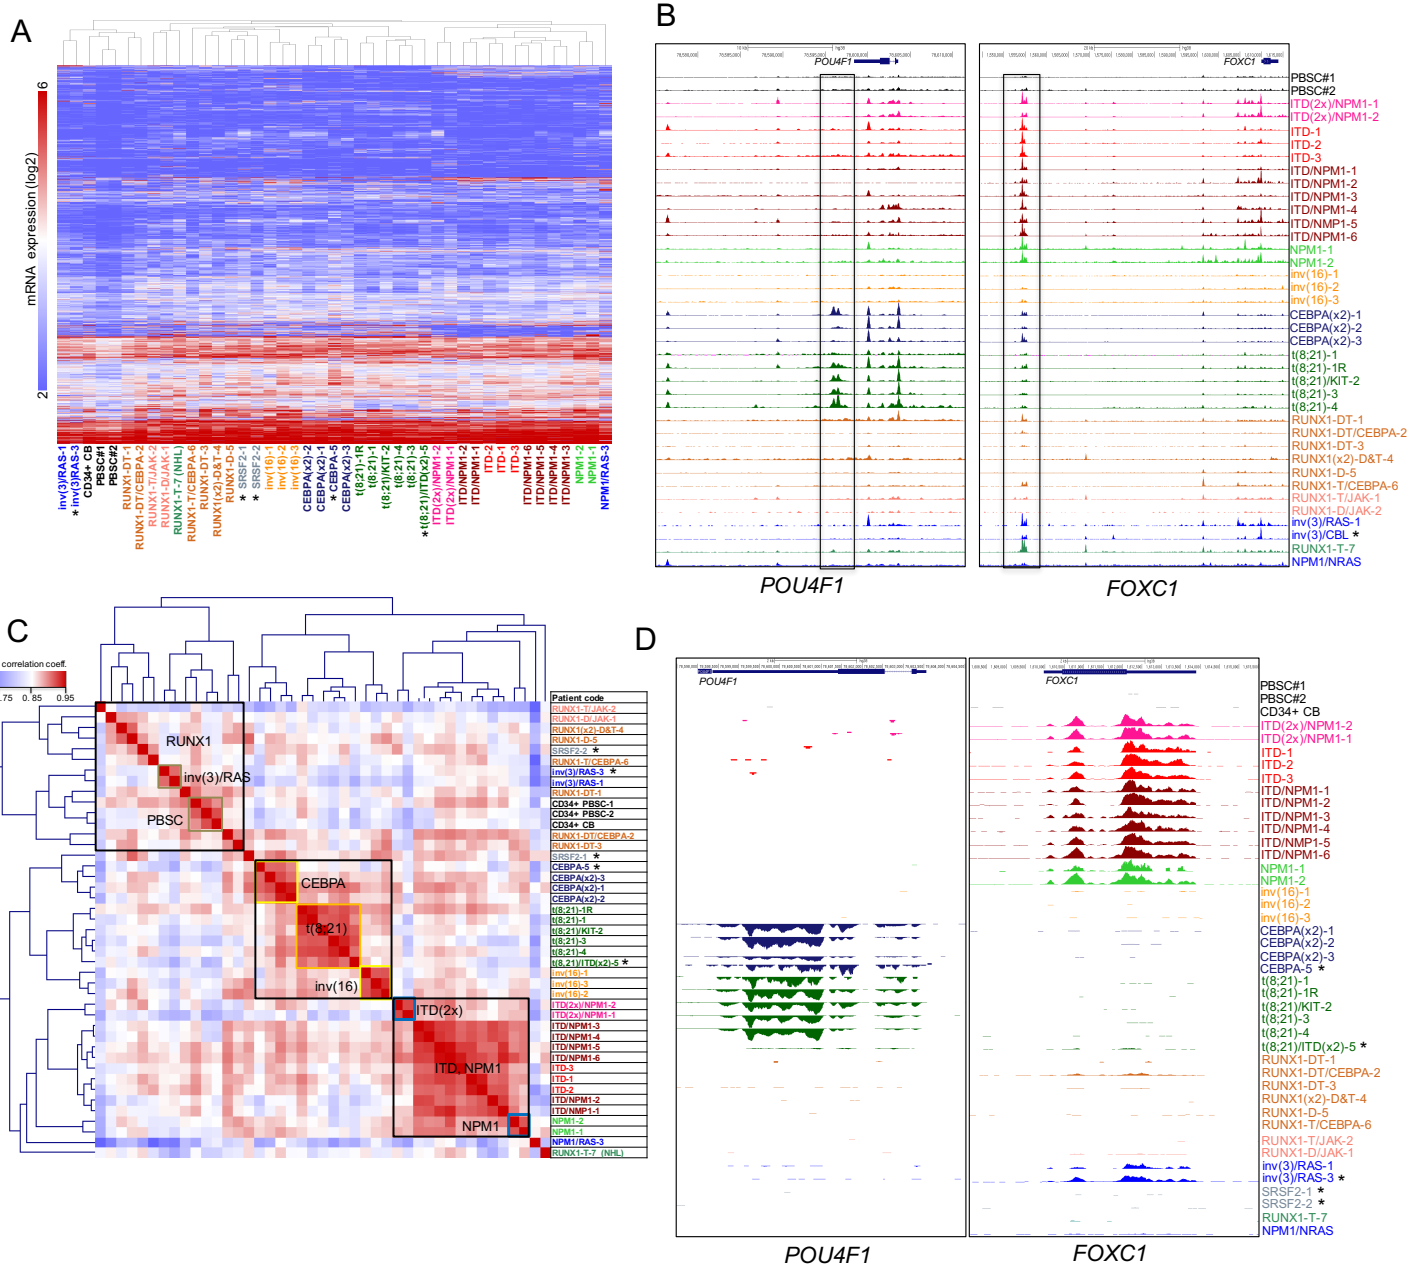 A
6
mRNA expression (log2)
2
inv(3)/RAS-1
* inv(3)RAS-3
CD34+ CB
PBSC#1
PBSC#2
RUNX1-D-1
RUNX1-DT/CEBPA-2
RUNX1-T/JAK-2
RUNX1-D/JAK-1
RUNX1-T-7 (NHL)
RUNX1-T/CEBPA-6
RUNX1-DT-3
RUNX1(x2)-D&T-4
RUNX1-D-5
* SRSF2-1
* SRSF2-2
inv(16)-1
inv(16)-2
inv(16)-3
CEBPA(x2)-2
CEBPA(x2)-1
* CEBPA-5
CEBPA(x2)-3
t(8;21)-1R
t(8;21)-1
t(8;21)/KIT-2
t(8;21)-4
t(8;21)-3
* t(8;21)/ITD(x2)-5
ITD(2x)/NPM1-2
ITD(2x)/NPM1-1
ITD/NPM1-2
ITD/NPM1-1
ITD-2
ITD-1
ITD-3
ITD/NPM1-6
ITD/NPM1-5
ITD/NPM1-4
ITD/NPM1-3
NPM1-2
NPM1-1
NPM1/RAS-3
B
10 kb
hg38
POU4F1
20 kb
hg38
FOXC1
PBSC#1
PBSC#2
ITD(2x)/NPM1-1
ITD(2x)/NPM1-2
ITD-1
ITD-2
ITD-3
ITD/NPM1-1
ITD/NPM1-2
ITD/NPM1-3
ITD/NPM1-4
ITD/NMP1-5
ITD/NPM1-6
NPM1-1
NPM1-2
inv(16)-1
inv(16)-2
inv(16)-3
CEBPA(x2)-1
CEBPA(x2)-2
CEBPA(x2)-3
t(8;21)-1
t(8;21)-1R
t(8;21)/KIT-2
t(8;21)-3
t(8;21)-4
RUNX1-DT-1
RUNX1-DT/CEBPA-2
RUNX1-DT-3
RUNX1(x2)-D&T-4
RUNX1-D-5
RUNX1-T/CEBPA-6
RUNX1-T/JAK-1
RUNX1-D/JAK-2
inv(3)/RAS-1
inv(3)/CBL *
RUNX1-T-7
NPM1/NRAS
POU4F1
FOXC1
C
correlation coeff.
.75 0.85 0.95
RUNX1
inv(3)/RAS
PBSC
CEBPA
t(8;21)
inv(16)
ITD(2x)
ITD, NPM1
NPM1
Patient code
RUNX1-T/JAK-2
RUNX1-D/JAK-1
RUNX1(x2)-D&T-4
RUNX1-D-5
SRSF2-2 *
RUNX1-T/CEBPA-6
inv(3)/RAS-3 *
inv(3)/RAS-1
RUNX1-DT-1
CD34+ PBSC-1
CD34+ PBSC-2
CD34+ CB
RUNX1-DT/CEBPA-2
RUNX1-DT-3
SRSF2-1 *
CEBPA-5 *
CEBPA(x2)-3
CEBPA(x2)-1
CEBPA(x2)-2
t(8;21)-1R
t(8;21)-1
t(8;21)/KIT-2
t(8;21)-3
t(8;21)-4
t(8,21)/ITD(x2)-5 *
inv(16)-1
inv(16)-3
inv(16)-2
ITD(2x)/NPM1-2
ITD(2x)/NPM1-1
ITD/NPM1-3
ITD/NPM1-4
ITD/NPM1-5
ITD/NPM1-6
ITD-3
ITD-1
ITD-2
ITD/NPM1-2
ITD/NMP1-1
NPM1-2
NPM1-1
NPM1/RAS-3
RUNX1-T-7 (NHL)
D
POU4F1
FOXC1
PBSC#1
PBSC#2
CD34+ CB
ITD(2x)/NPM1-2
ITD(2x)/NPM1-1
ITD-1
ITD-2
ITD-3
ITD/NPM1-1
ITD/NPM1-2
ITD/NPM1-3
ITD/NPM1-4
ITD/NMP1-5
ITD/NPM1-6
NPM1-1
NPM1-2
inv(16)-1
inv(16)-2
inv(16)-3
CEBPA(x2)-1
CEBPA(x2)-2
CEBPA(x2)-3
CEBPA-5 *
t(8;21)-1
t(8;21)-1R
t(8;21)/KIT-2
t(8;21)-3
t(8;21)-4
t(8;21)/ITD(x2)-5 *
RUNX1-DT-1
RUNX1-DT/CEBPA-2
RUNX1-DT-3
RUNX1(x2)-D&T-4
RUNX1-D-5
RUNX1-T/CEBPA-6
RUNX1-T/JAK-2
RUNX1-D/JAK-1
inv(3)/RAS-1
inv(3)/RAS-3 *
SRSF2-1 *
SRSF2-2 *
RUNX1-T-7
NPM1/NRAS
POU4F1
FOXC1